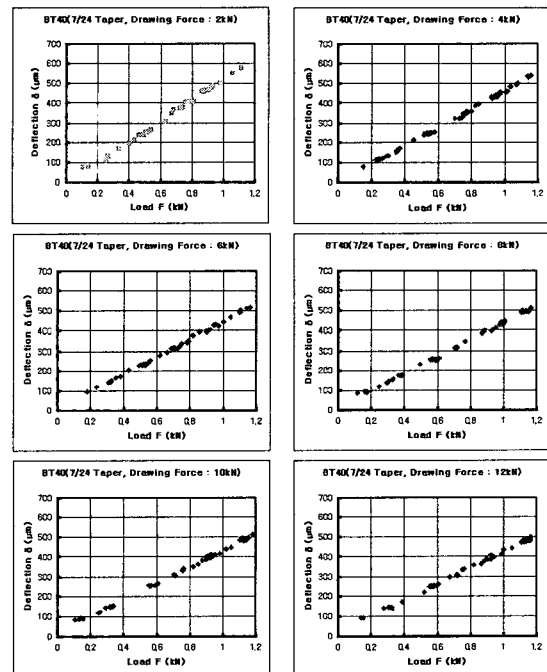 BT40(7/24 Taper, Drawing Force : 2kN)
Deflection δ (μm)
700
600
500
400
300
200
100
0
0 0,2 0,4 0,6 0,8 1 1,2
Load F (kN)
BT40(7/24 Taper, Drawing Force : 4kN)
Deflection δ (μm)
700
600
500
400
300
200
100
0
0 0,2 0,4 0,6 0,8 1 1,2
Load F (kN)
BT40(7/24 Taper, Drawing Force : 6kN)
Deflection δ (μm)
700
600
500
400
300
200
100
0
0 0,2 0,4 0,6 0,8 1 1,2
Load F (kN)
BT40(7/24 Taper, Drawing Force : 8kN)
Deflection δ (μm)
700
600
500
400
300
200
100
0
0 0,2 0,4 0,6 0,8 1 1,2
Load F (kN)
BT40(7/24 Taper, Drawing Force : 10kN)
Deflection δ (μm)
700
600
500
400
300
200
100
0
0 0,2 0,4 0,6 0,8 1 1,2
Load F (kN)
BT40(7/24 Taper, Drawing Force : 12kN)
Deflection δ (μm)
700
600
500
400
300
200
100
0
0 0,2 0,4 0,6 0,8 1 1,2
Load F (kN)